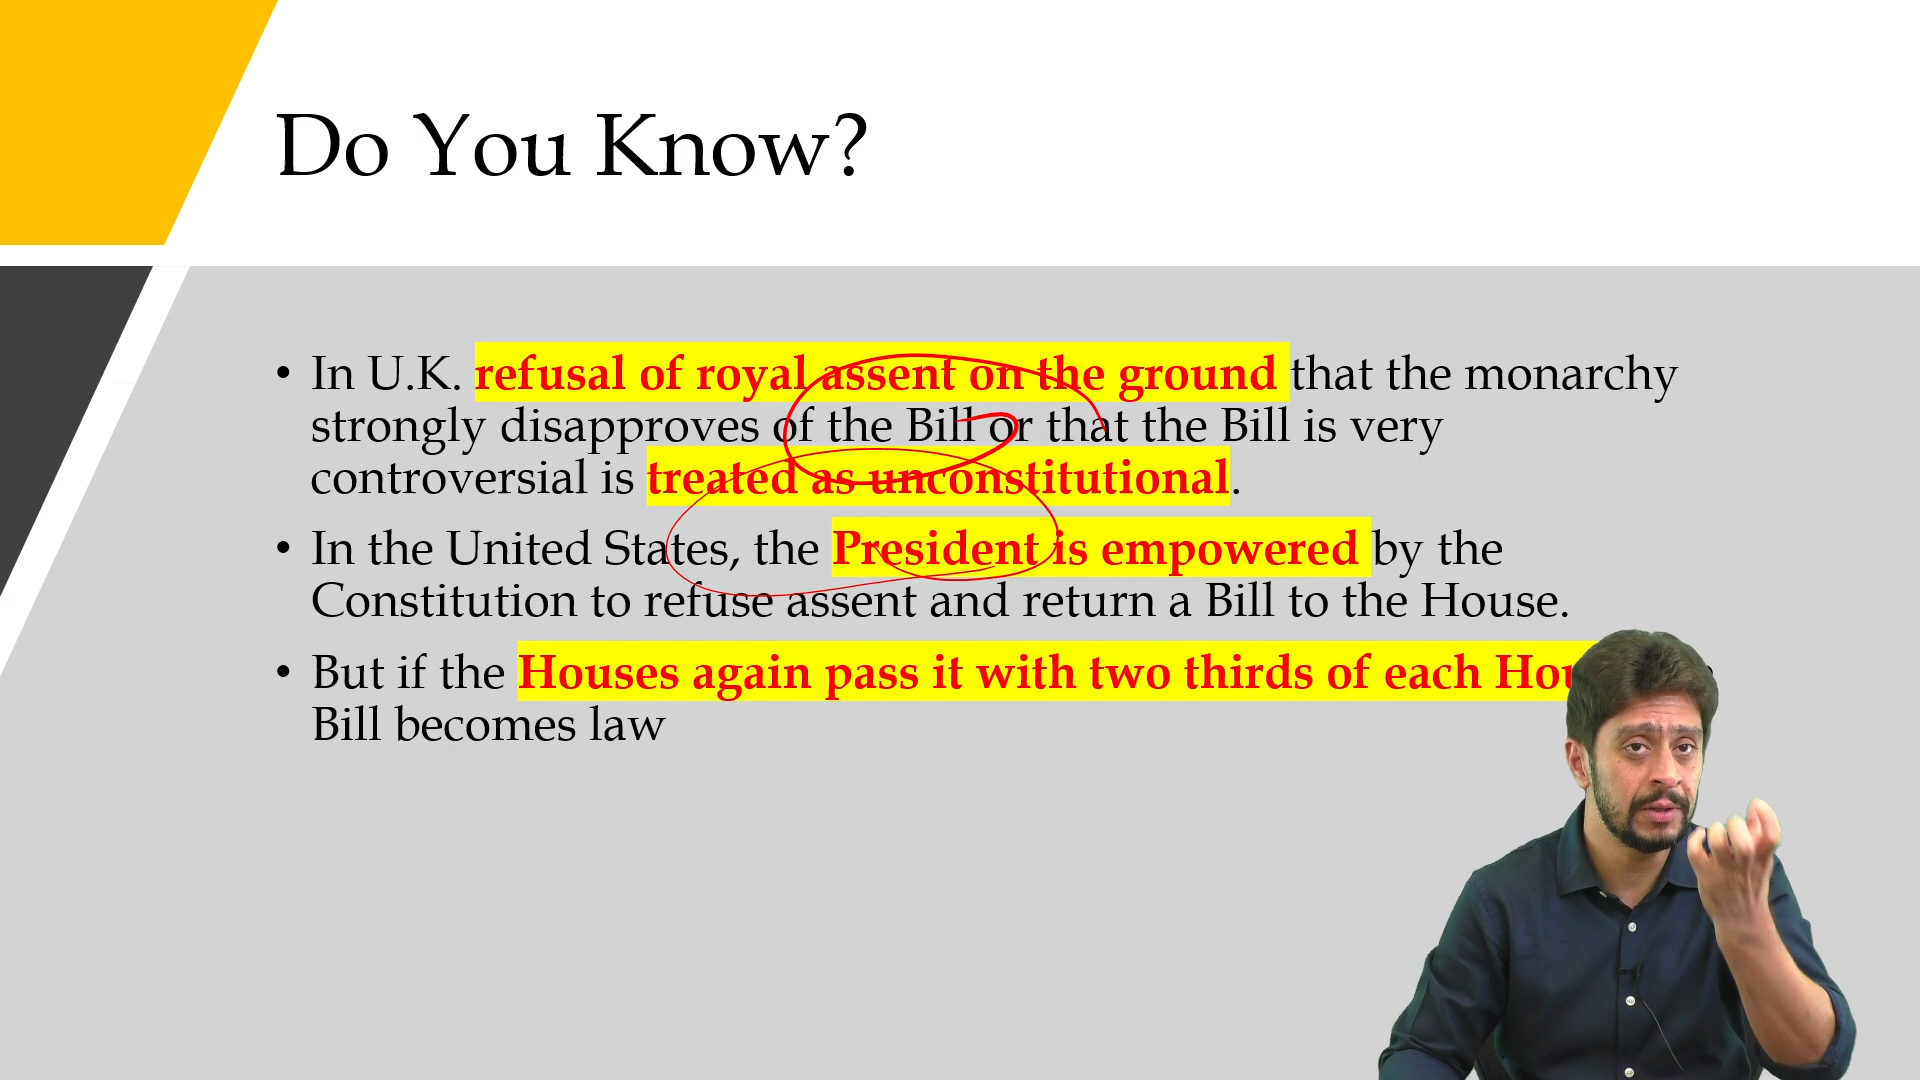 Do You Know?
• In U.K. refusal of royal assent on the ground that the monarchy
strongly disapproves of the Bill or that the Bill is very
controversial is treated as unconstitutional.
• In the United States, the President is empowered by the
Constitution to refuse assent and return a Bill to the House.
• But if the Houses again pass it with two thirds of each
Bill becomes law